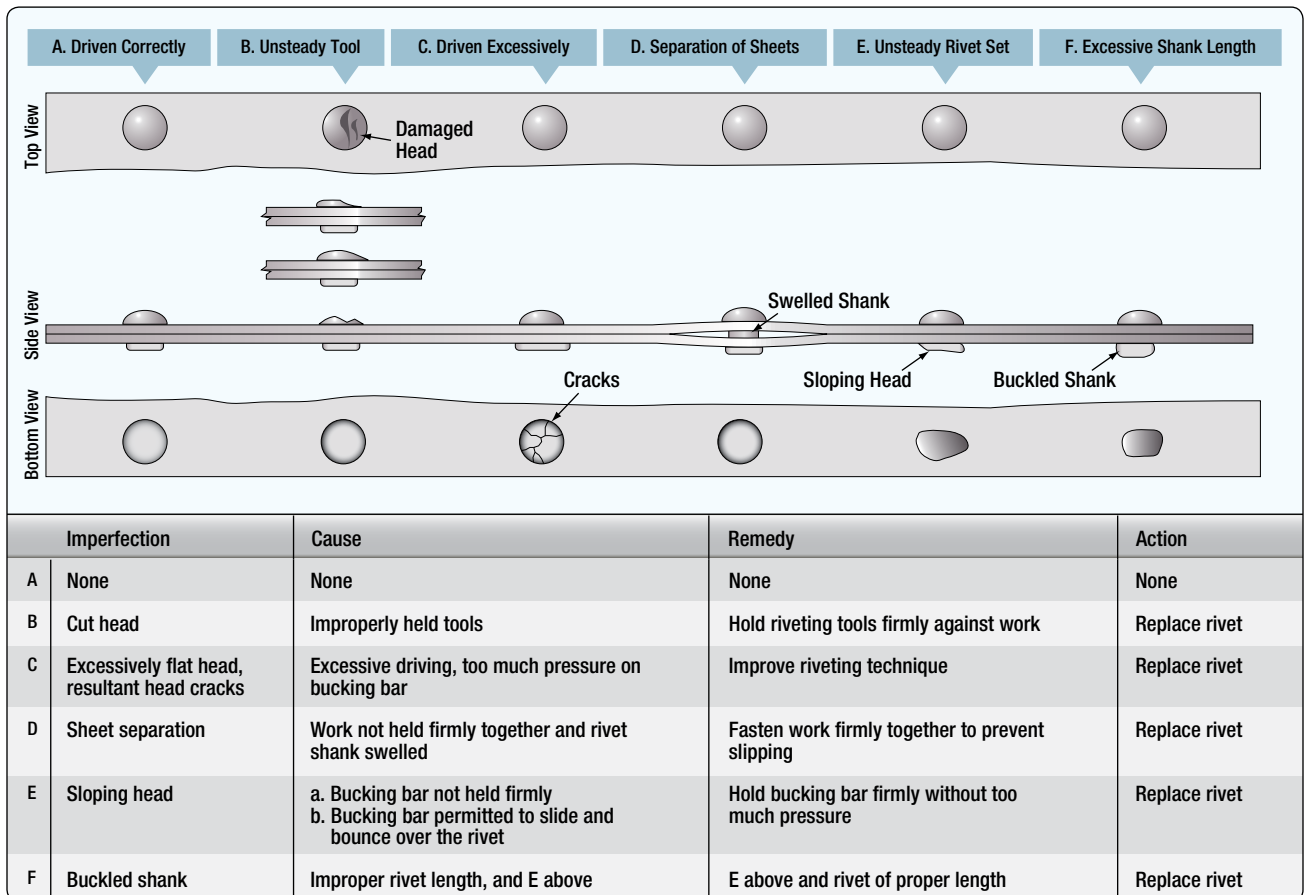 A. Driven Correctly
B. Unsteady Tool
C. Driven Excessively
D. Separation of Sheets
E. Unsteady Rivet Set
F. Excessive Shank Length
Top View
Damaged
Head
Side View
Swelled Shank
Sloping Head
Buckled Shank
Cracks
Bottom View
Imperfection Cause Remedy Action
A None None None None
B Cut head Improperly held tools Hold riveting tools firmly against work Replace rivet
C Excessively flat head, Excessive driving, too much pressure on Improve riveting technique Replace rivet
resultant head cracks bucking bar
D Sheet separation Work not held firmly together and rivet Fasten work firmly together to prevent Replace rivet
shank swelled slipping
E Sloping head a. Bucking bar not held firmly Hold bucking bar firmly without too Replace rivet
b. Bucking bar permitted to slide and much pressure
bounce over the rivet
F Buckled shank Improper rivet length, and E above E above and rivet of proper length Replace rivet